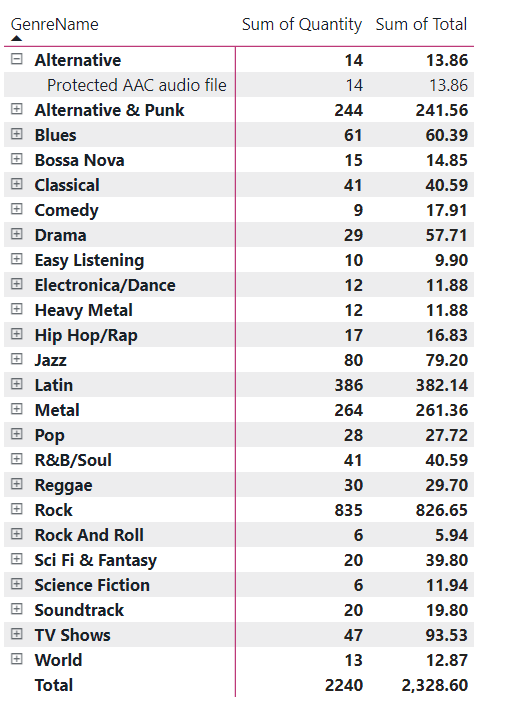 GenreName Sum of Quantity Sum of Total
Alternative 14 13.86
Protected AAC audio file 14 13.86
Alternative & Punk 244 241.56
Blues 61 60.39
Bossa Nova 15 14.85
Classical 41 40.59
Comedy 9 17.91
Drama 29 57.71
Easy Listening 10 9.90
Electronica/Dance 12 11.88
Heavy Metal 12 11.88
Hip Hop/Rap 17 16.83
Jazz 80 79.20
Latin 386 382.14
Metal 264 261.36
Pop 28 27.72
R&B/Soul 41 40.59
Reggae 30 29.70
Rock 835 826.65
Rock And Roll 6 5.94
Sci Fi & Fantasy 20 39.80
Science Fiction 6 11.94
Soundtrack 20 19.80
TV Shows 47 93.53
World 13 12.87
Total 2240 2,328.60